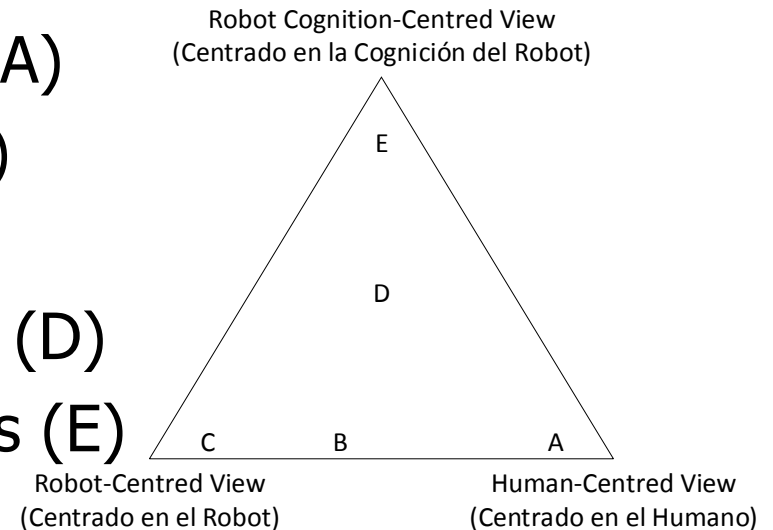 Robot Cognition-Centred View
(Centrado en la Cognición del Robot)
A)
)
(D)
s (E)
E
D
C
B
A
Robot-Centred View
(Centrado en el Robot)
Human-Centred View
(Centrado en el Humano)